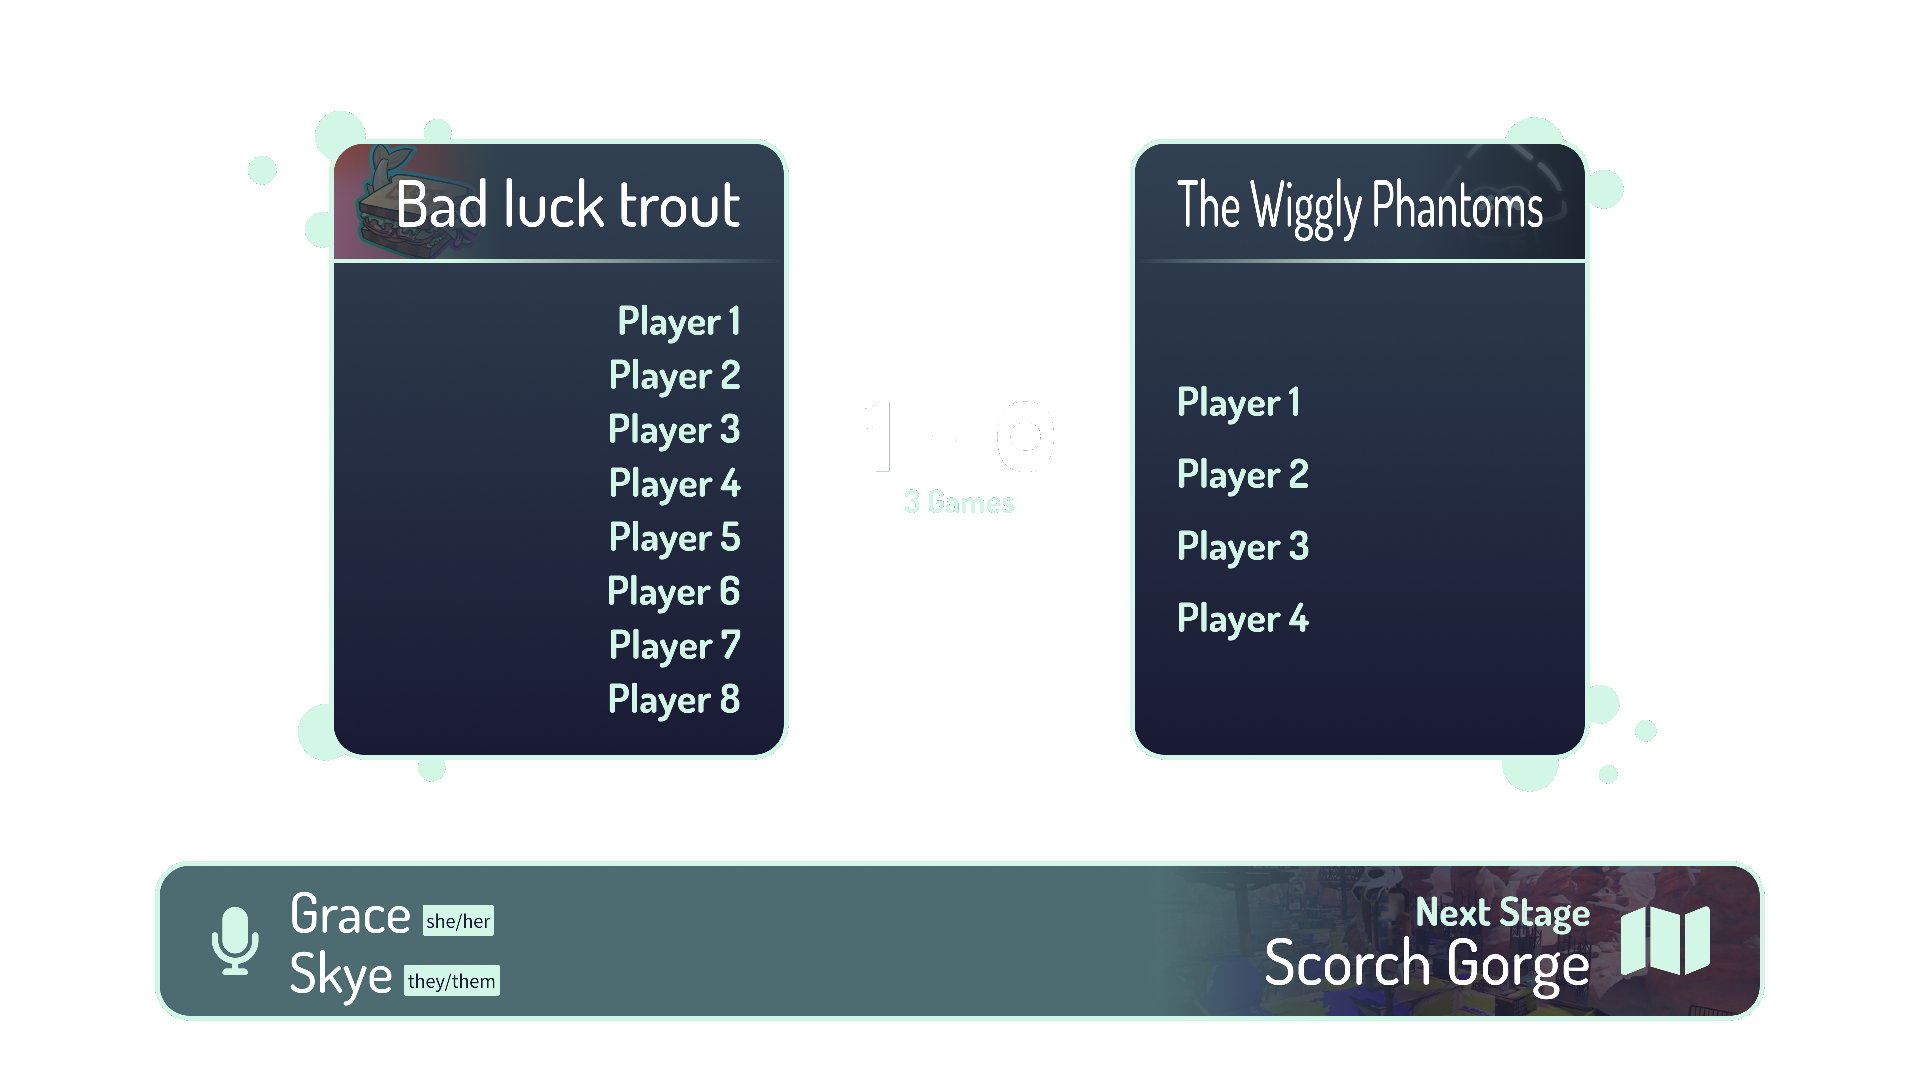 Bad luck trout
Player 1
Player 2
Player 3
Player 4
Player 5
Player 6
Player 7
Player 8
1 - 0
3 Games
The Wiggly Phantoms
Player 1
Player 2
Player 3
Player 4
Grace she/her
Skye they/them
Next Stage
Scorch Gorge